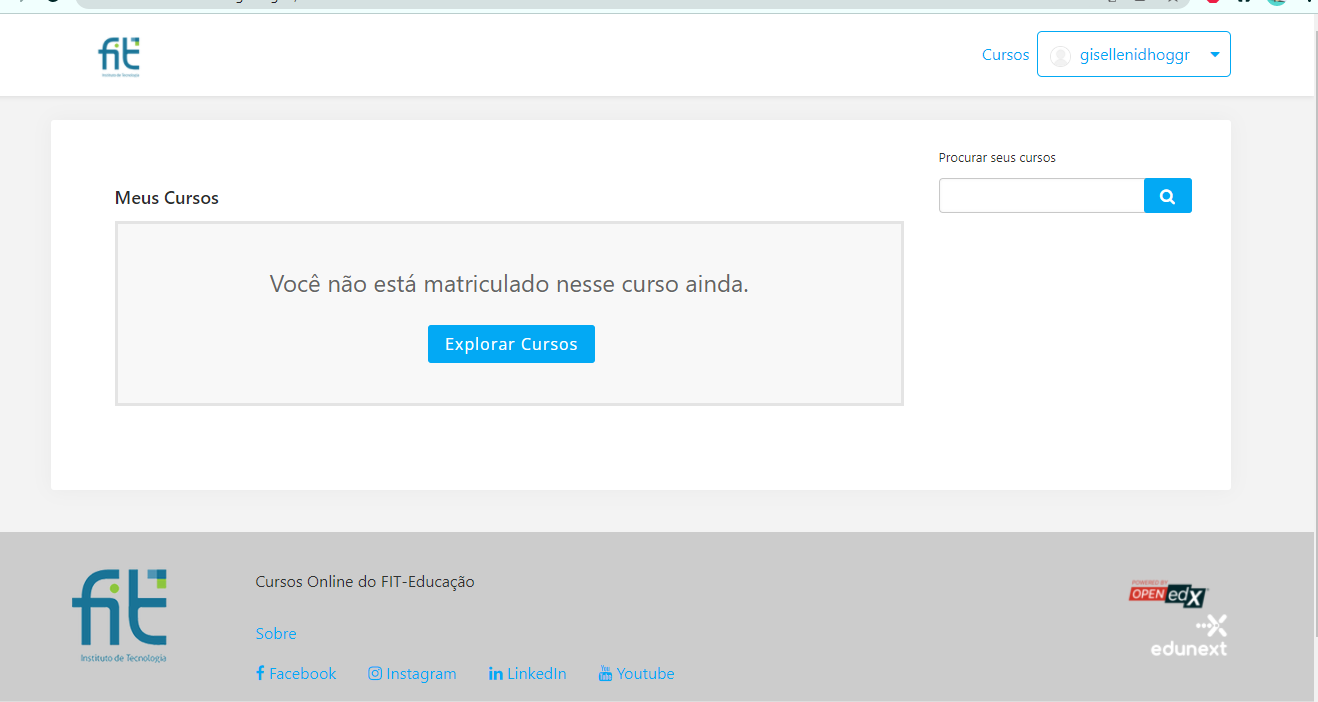 fit
Instituto de Tecnologia
Cursos
gisellenidhoggr
Procurar seus cursos
Meus Cursos
Você não está matriculado nesse curso ainda.
Explorar Cursos
fit
Instituto de Tecnologia
Cursos Online do FIT-Educação
Sobre
Facebook Instagram LinkedIn Youtube
POWERED BY
OPEN edX
edunext